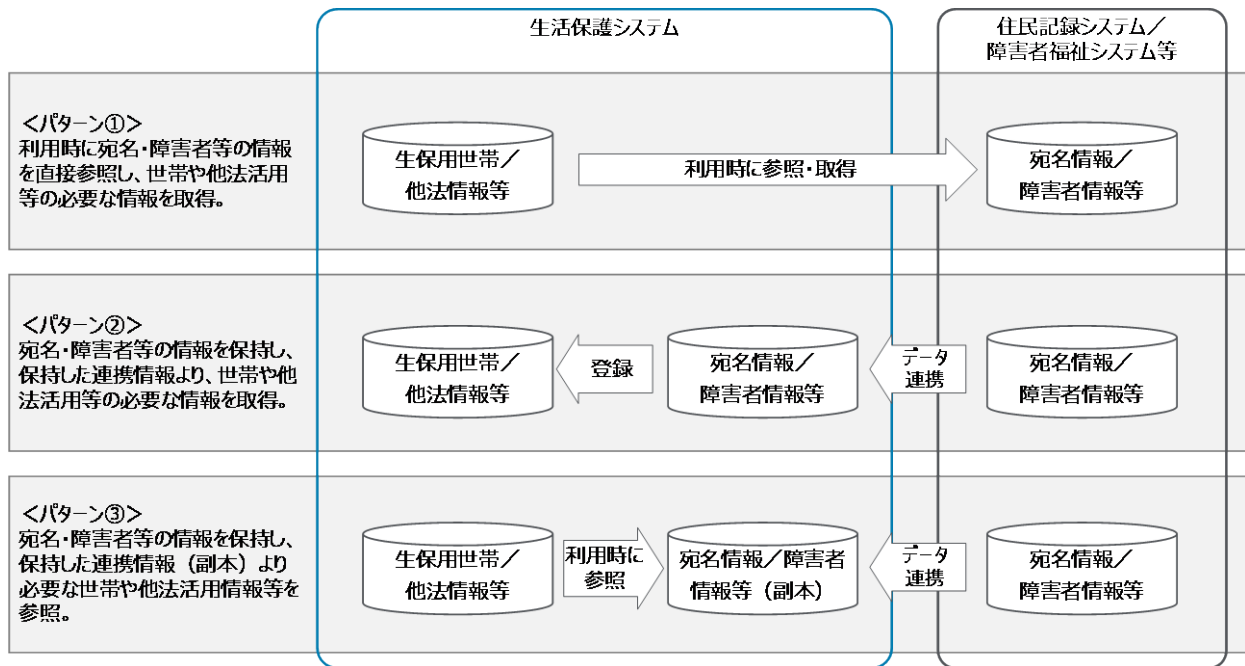 生活保護システム
住民記録システム／
障害者福祉システム等
＜パターン①＞
利用時に宛名・障害者等の情報
を直接参照し、世帯や他法活用
等の必要な情報を取得。
生保用世帯／
他法情報等
利用時に参照・取得
宛名情報／
障害者情報等
＜パターン②＞
宛名・障害者等の情報を保持し、
保持した連携情報より、世帯や他
法活用等の必要な情報を取得。
生保用世帯／
他法情報等
登録
宛名情報／
障害者情報等
データ
連携
宛名情報／
障害者情報等
＜パターン③＞
宛名・障害者等の情報を保持し、
保持した連携情報（副本）より
必要な世帯や他法活用情報等を
参照。
生保用世帯／
他法情報等
利用時に
参照
宛名情報／障害者
情報等（副本）
データ
連携
宛名情報／
障害者情報等